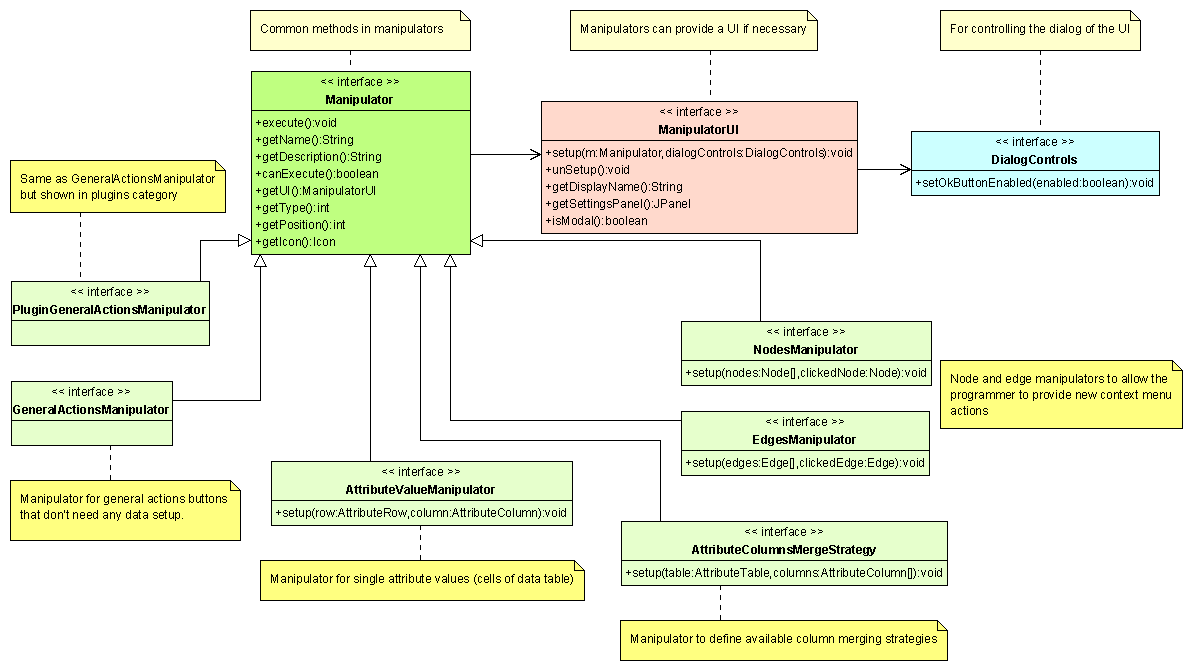 Common methods in manipulators
Manipulators can provide a UI if necessary
For controlling the dialog of the UI
<< interface >>
Manipulator
+execute():void
+getName():String
+getDescription():String
+canExecute():boolean
+getUI():ManipulatorUI
+getType():int
+getPosition():int
+getIcon():Icon
<< interface >>
ManipulatorUI
+setup(m:Manipulator,dialogControls:DialogControls):void
+unSetup():void
+getDisplayName():String
+getSettingsPanel():JPanel
+isModal():boolean
<< interface >>
DialogControls
+setOkButtonEnabled(enabled:boolean):void
Same as GeneralActionsManipulator
but shown in plugins category
<< interface >>
PluginGeneralActionsManipulator
<< interface >>
GeneralActionsManipulator
Manipulator for general actions buttons
that don't need any data setup.
<< interface >>
AttributeValueManipulator
+setup(row:AttributeRow,column:AttributeColumn):void
Manipulator for single attribute values (cells of data table)
<< interface >>
NodesManipulator
+setup(nodes:Node[],clickedNode:Node):void
Node and edge manipulators to allow the
programmer to provide new context menu
actions
<< interface >>
EdgesManipulator
+setup(edges:Edge[],clickedEdge:Edge):void
<< interface >>
AttributeColumnsMergeStrategy
+setup(table:AttributeTable,columns:AttributeColumn[]):void
Manipulator to define available column merging strategies